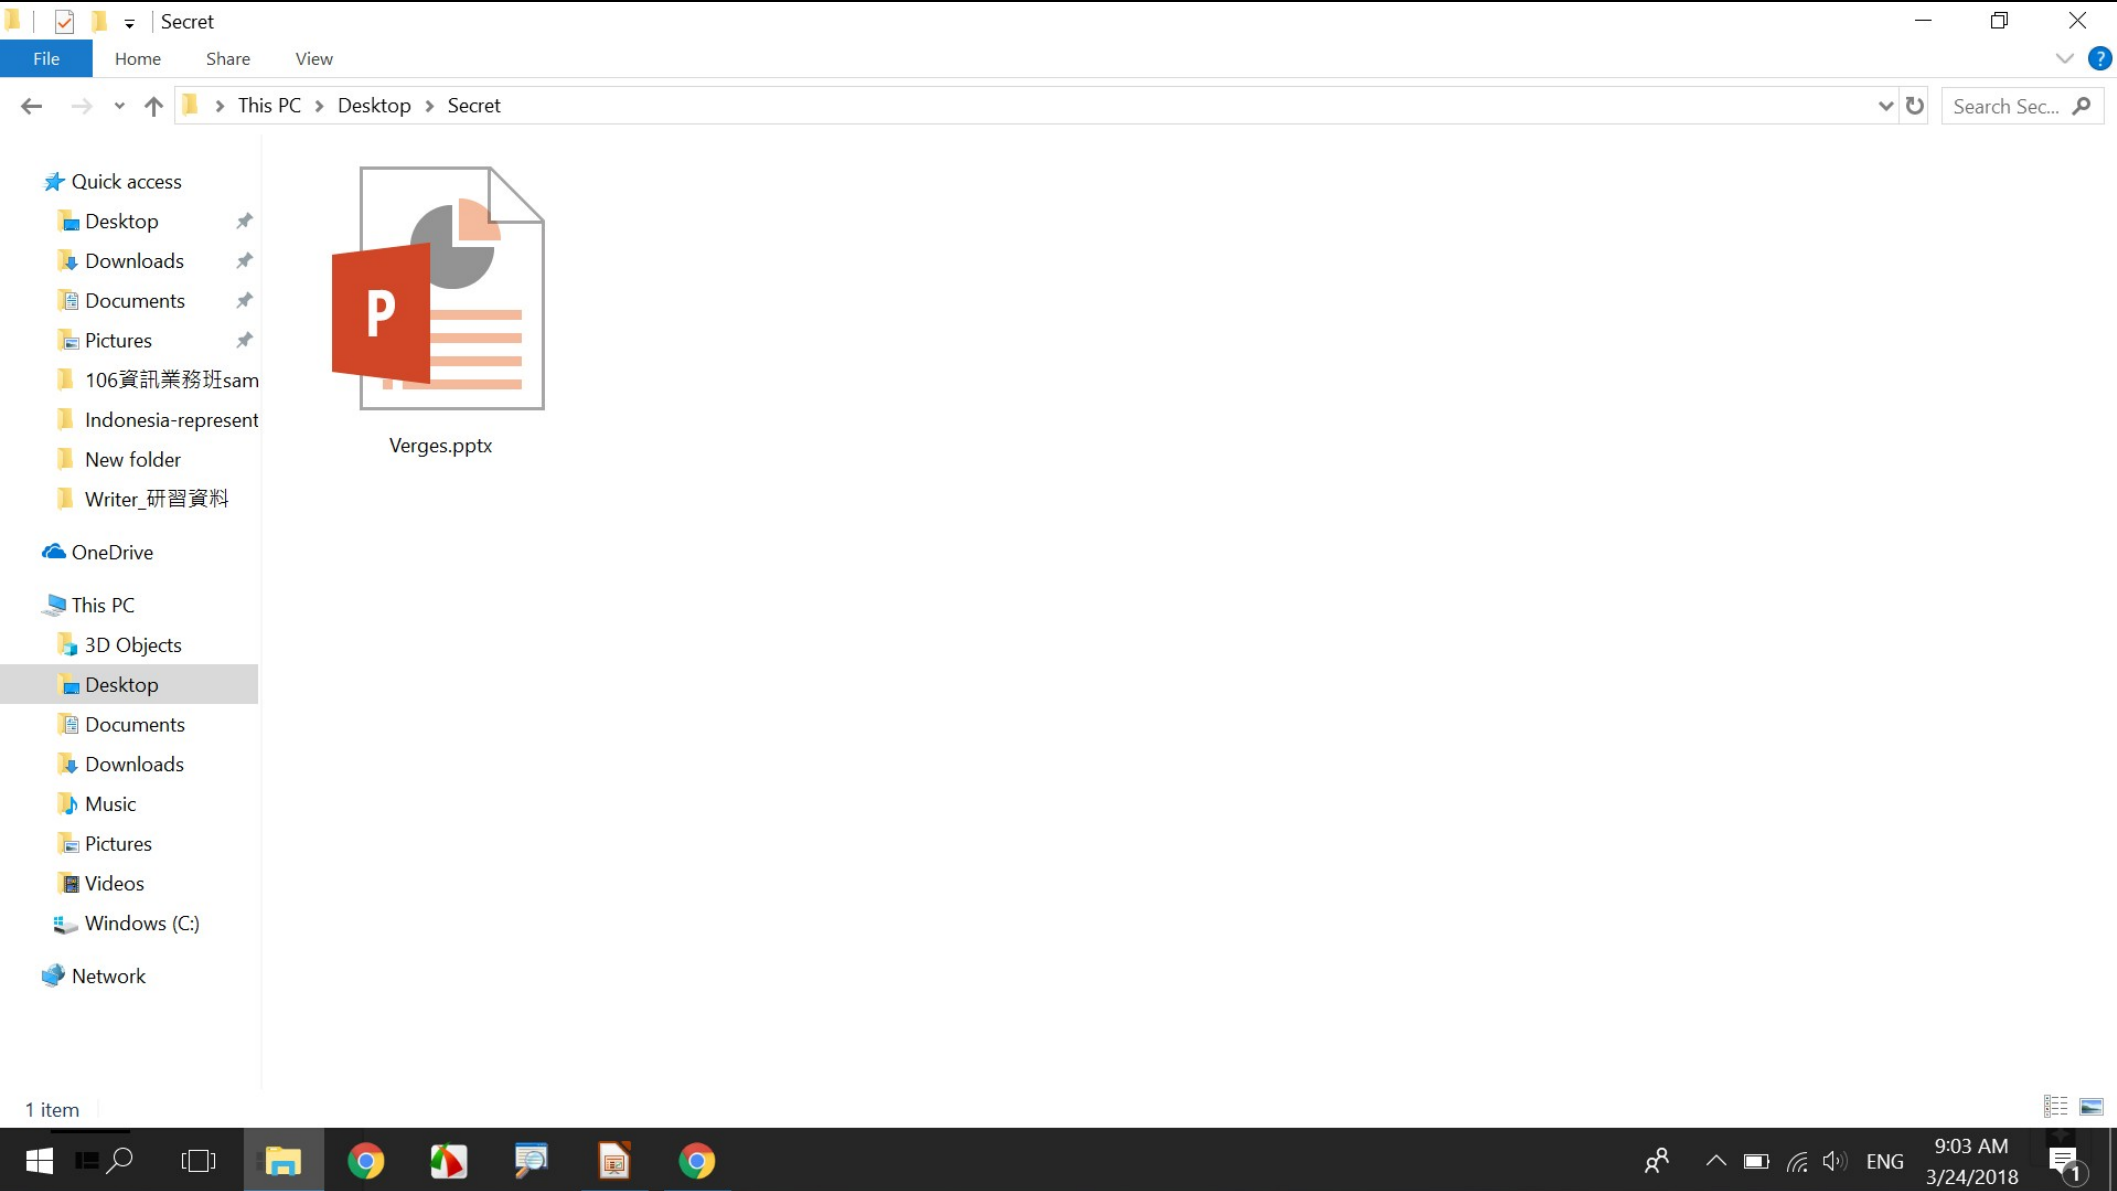 Secret
File Home Share View
This PC Desktop Secret
Search Sec...
Quick access
Desktop
Downloads
Documents
Pictures
106資訊業務班sam
Indonesia-represent
New folder
Writer_研習資料
OneDrive
This PC
3D Objects
Desktop
Documents
Downloads
Music
Pictures
Videos
Windows (C:)
Network
P
Verges.pptx
1 item
ENG
9:03 AM
3/24/2018
1